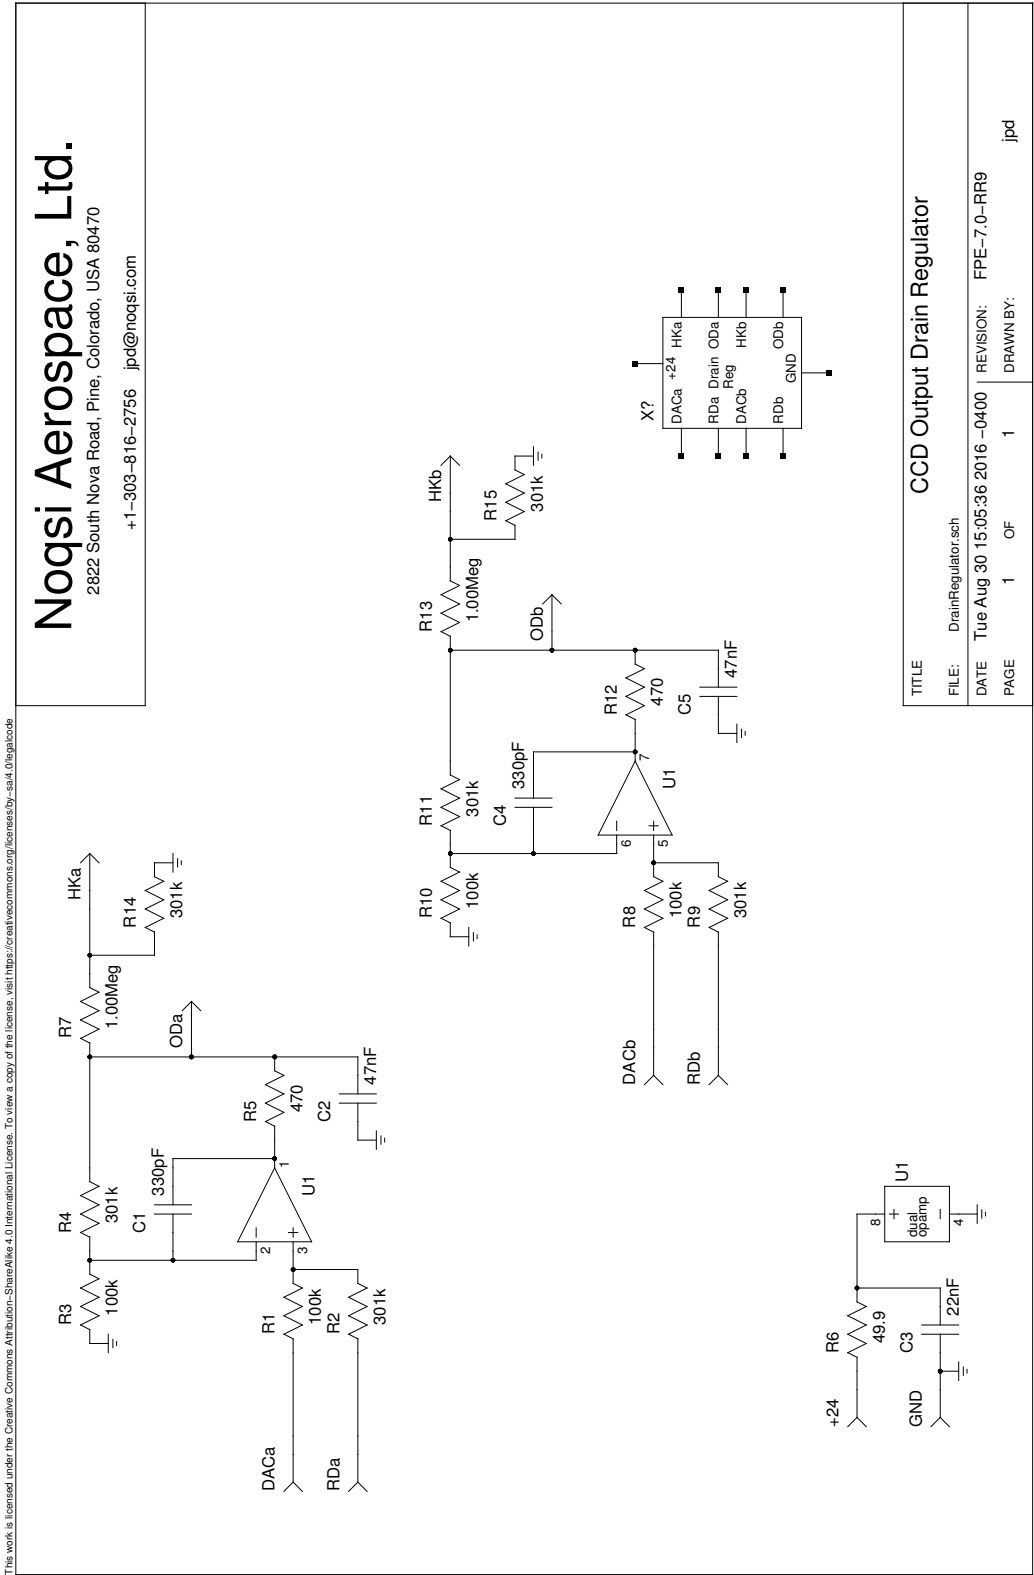 This work is licensed under the Creative Commons Attribution–ShareAlike 4.0 International License. To view a copy of the license, visit https://creativecommons.org/licenses/by–sa/4.0/legalcode
Noqsi Aerospace, Ltd.
2822 South Nova Road, Pine, Colorado, USA 80470
+1–303–816–2756 jpd@noqsi.com
R3
100k
R4
301k
R7
1.00Meg
HKa
R14
301k
C1
330pF
ODa
2
3
1
U1
R5
470
C2
47nF
DACa
R1
100k
RDa
R2
301k
R10
100k
R11
301k
R13
1.00Meg
HKb
R15
301k
C4
330pF
ODb
6
5
7
U1
R12
470
C5
47nF
DACb
R8
100k
RDb
R9
301k
X?
DACa +24 HKa
RDa Drain ODa
Reg
DACb HKb
RDb ODb
GND
+24
R6
49.9
GND
C3
22nF
U1
8
dual
opamp
4
TITLE
CCD Output Drain Regulator
FILE: DrainRegulator.sch
DATE Tue Aug 30 15:05:36 2016 –0400 REVISION: FPE–7.0–RR9
PAGE 1 OF 1 DRAWN BY: jpd